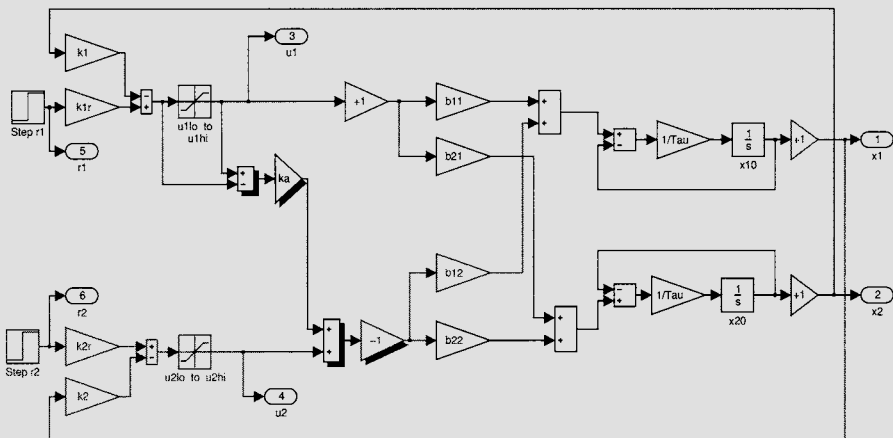 3
u1
k1
−
+
+1
b11
+
+
Step r1
k1r
u1lo to
u1hi
+
−
1/Tau
1
s
x10
+1
1
x1
5
r1
b21
+
−
ka
b12
−
+
1/Tau
1
s
x20
+1
2
x2
6
r2
+
+
−1
b22
+
+
Step r2
k2r
+
−
u2lo to u2hi
k2
4
u2